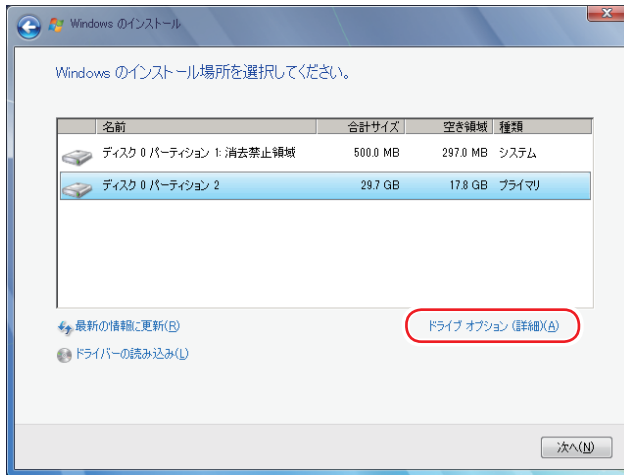 Windows のインストール
Windows のインストール場所を選択してください。
名前 合計サイズ 空き領域 種類
ディスク 0 パーティション 1: 消去禁止領域 500.0 MB 297.0 MB システム
ディスク 0 パーティション 2 29.7 GB 17.8 GB プライマリ
最新の情報に更新(R) ドライブ オプション (詳細)(A)
ドライバーの読み込み(L)
次へ(N)